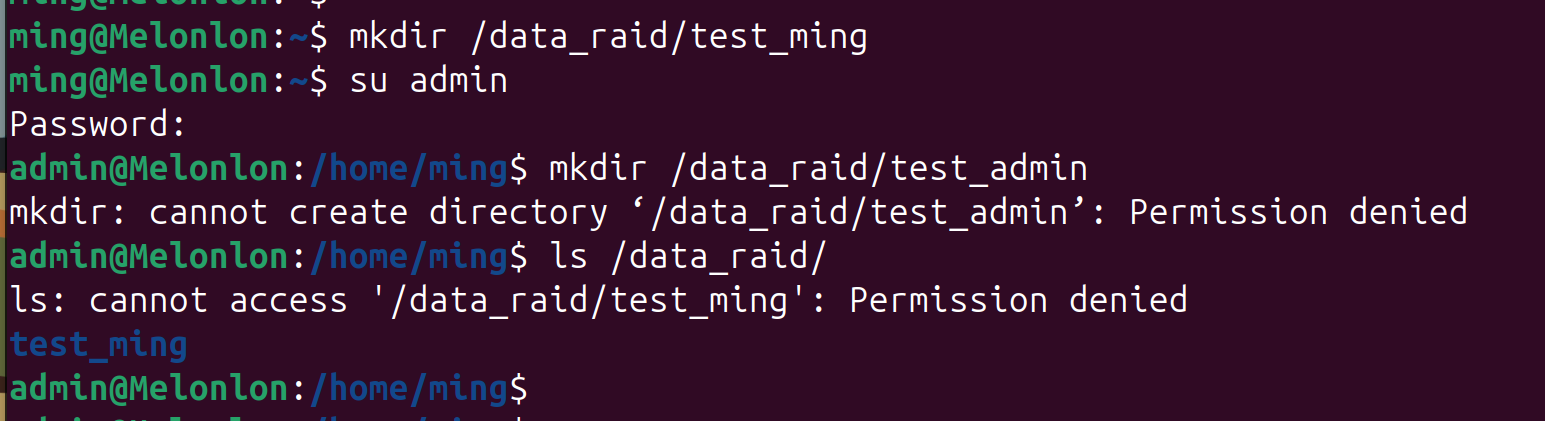 ming@Melonlon:~$ mkdir /data_raid/test_ming
ming@Melonlon:~$ su admin
Password:
admin@Melonlon:/home/ming$ mkdir /data_raid/test_admin
mkdir: cannot create directory ‘/data_raid/test_admin’: Permission denied
admin@Melonlon:/home/ming$ ls /data_raid/
ls: cannot access '/data_raid/test_ming': Permission denied
test_ming
admin@Melonlon:/home/ming$